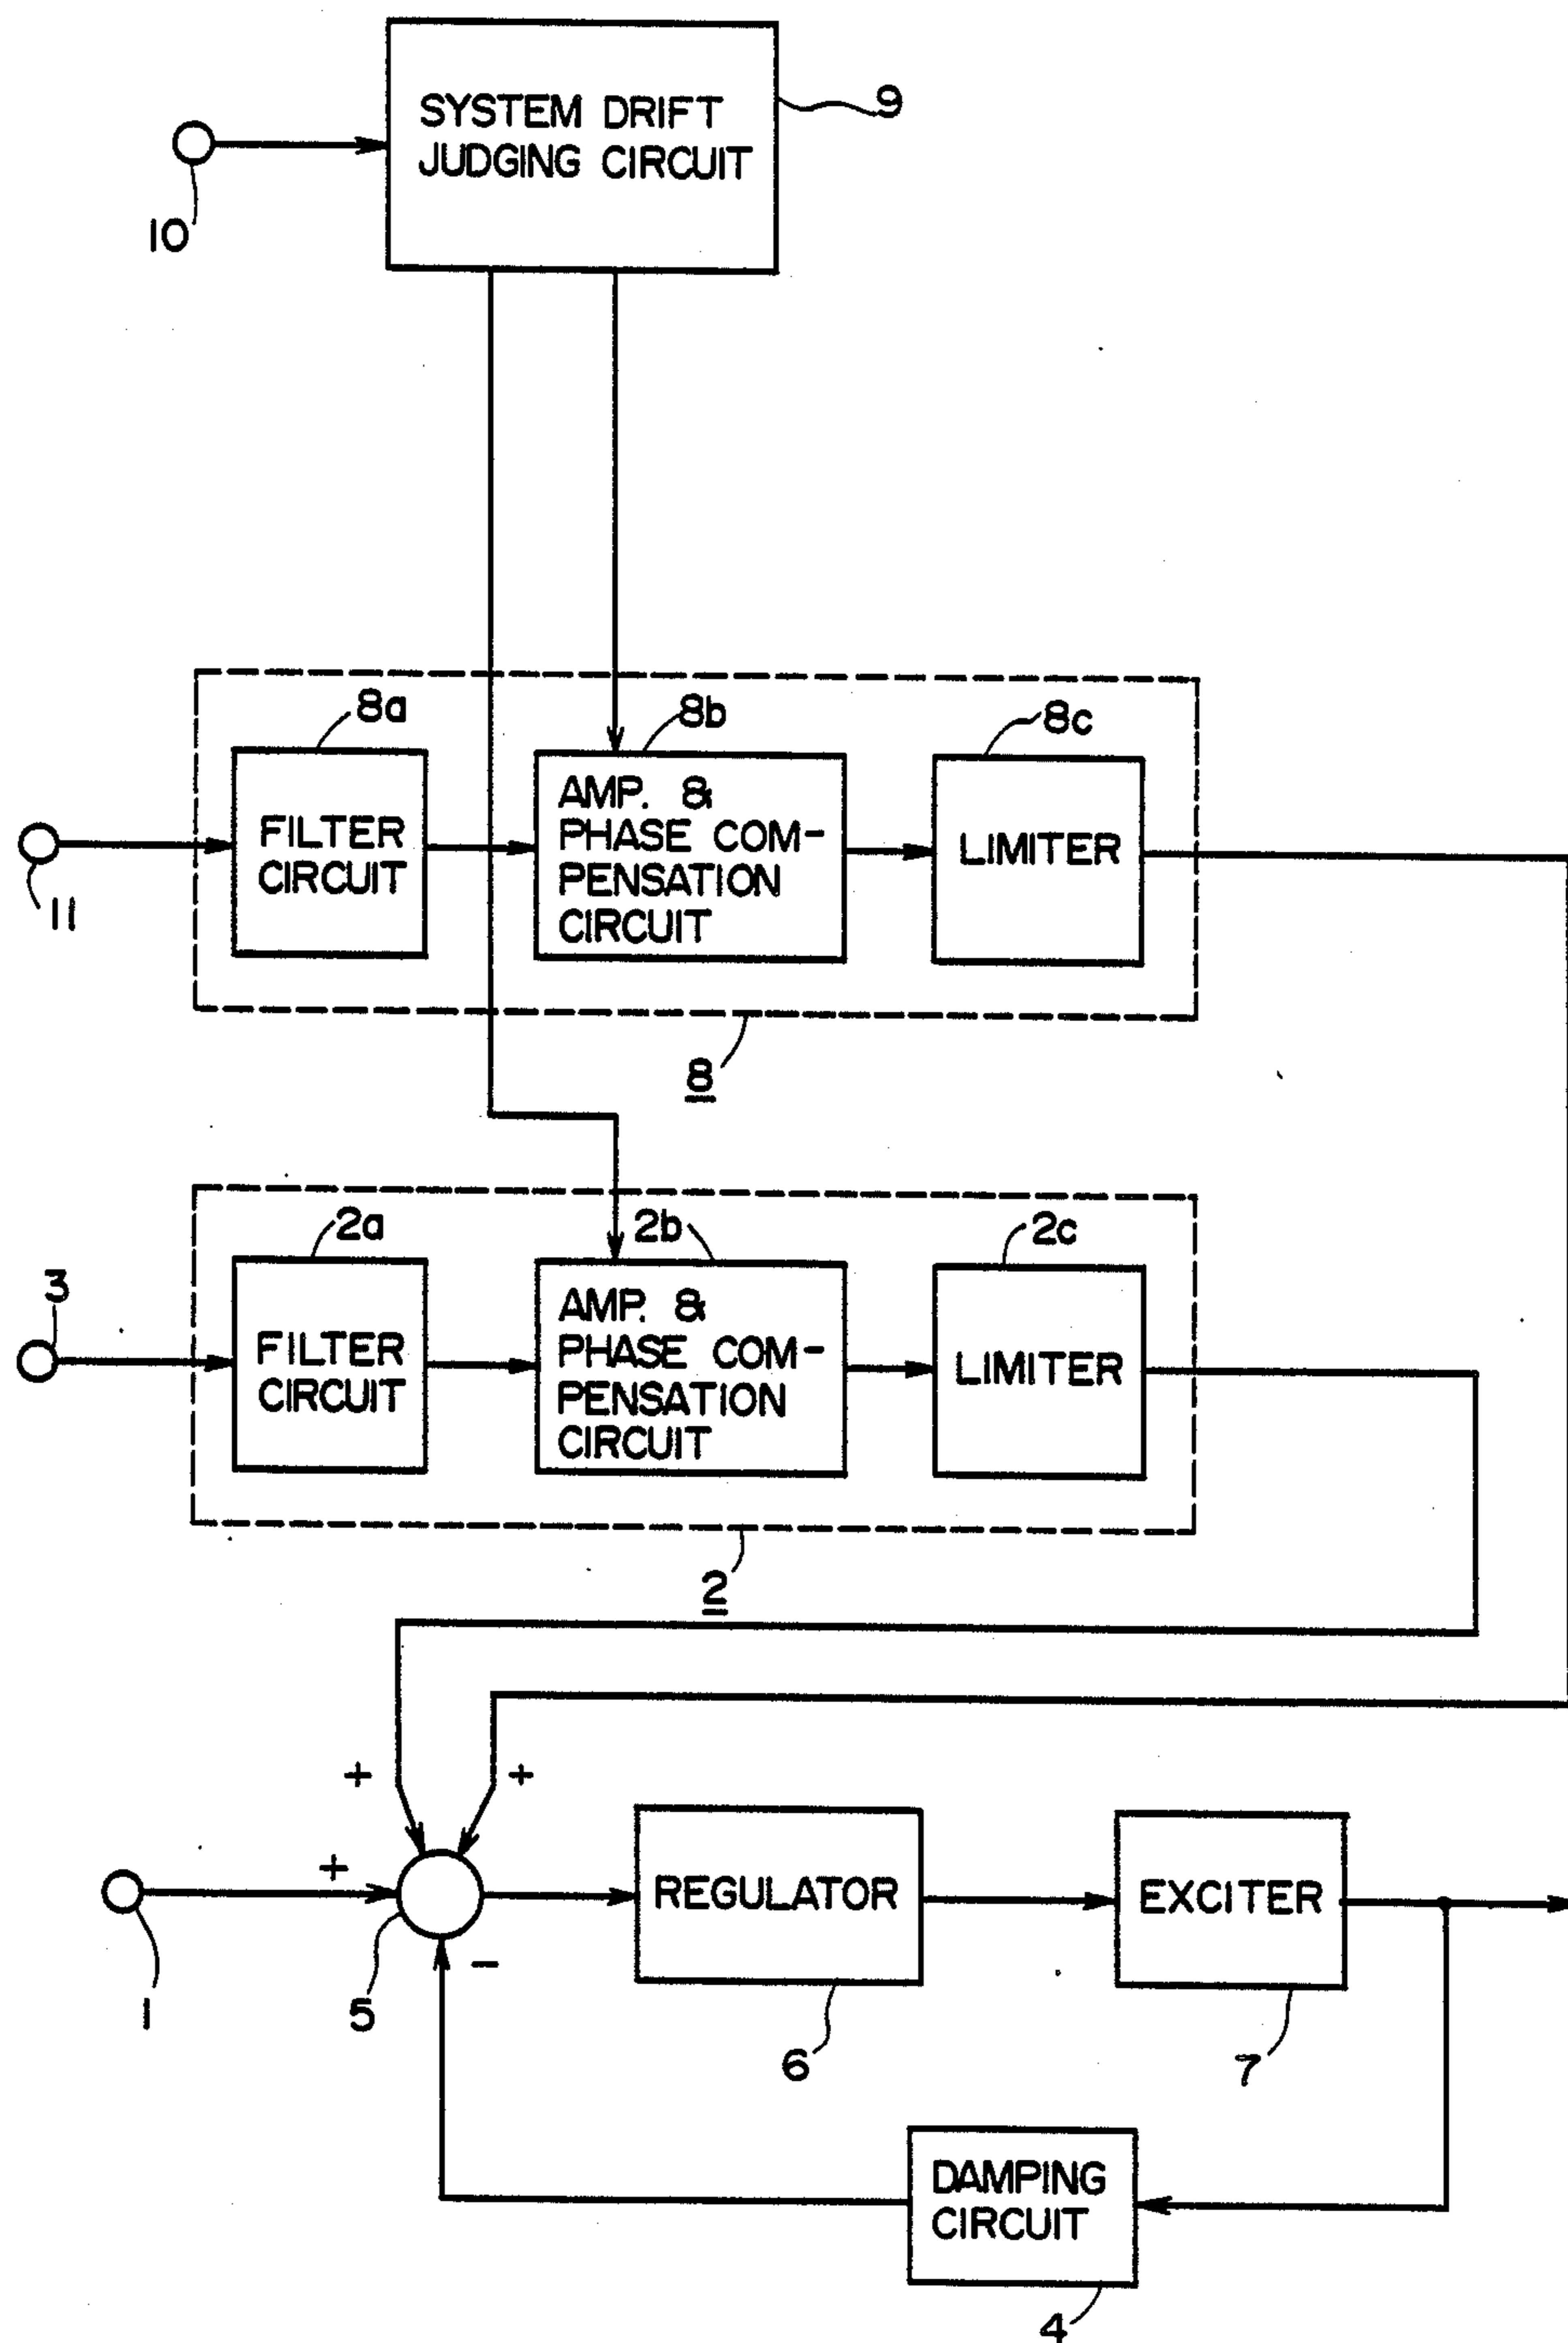 SYSTEM DRIFT
JUDGING CIRCUIT
9
10
8a
8b
8c
11
FILTER
CIRCUIT
AMP. &
PHASE COM-
PENSATION
CIRCUIT
LIMITER
8
3
2a
2b
2c
FILTER
CIRCUIT
AMP. &
PHASE COM-
PENSATION
CIRCUIT
LIMITER
2
+
+
+
-
1
5
REGULATOR
6
EXCITER
7
DAMPING
CIRCUIT
4